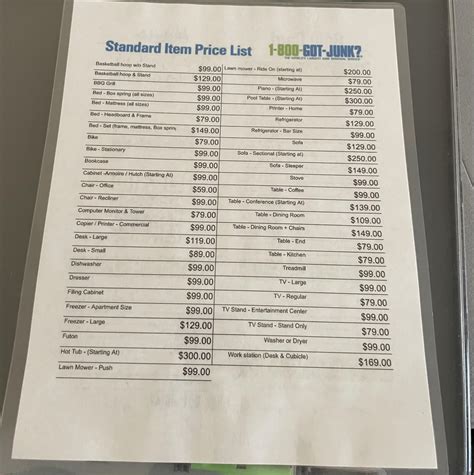 Standard Item Price List
1-800-GOT-JUNK?
THE WORLD'S LARGEST JUNK REMOVAL SERVICE
Basketball hoop w/o Stand $99.00
Basketball hoop & Stand $129.00
BBQ Grill $99.00
Bed - Box spring (all sizes) $99.00
Bed - Mattress (all sizes) $99.00
Bed - Headboard & Frame $79.00
Bed - Set (frame, mattress, Box spring $149.00
Bike $79.00
Bike - Stationary $99.00
Bookcase $99.00
Cabinet -Armoire / Hutch (Starting At) $99.00
Chair - Office $59.00
Chair - Recliner $99.00
Computer Monitor & Tower $79.00
Copier / Printer - Commercial $99.00
Desk - Large $119.00
Desk - Small $89.00
Dishwasher $99.00
Dresser $99.00
Filing Cabinet $99.00
Freezer - Apartment Size $99.00
Freezer - Large $129.00
Futon $99.00
Hot Tub - (Starting At) $300.00
Lawn Mower - Push $99.00
Lawn mower - Ride On (starting at) $200.00
Microwave $79.00
Piano - (Starting At) $250.00
Pool Table - (Starting At) $300.00
Printer - Home $79.00
Refrigerator $129.00
Refrigerator - Bar Size $99.00
Sofa $129.00
Sofa - Sectional (Starting at) $250.00
Sofa - Sleeper $149.00
Stove $99.00
Table - Coffee $99.00
Table - Conference (Starting At) $139.00
Table - Dining Room $109.00
Table - Dining Room + Chairs $149.00
Table - End $79.00
Table - Kitchen $79.00
Treadmill $99.00
TV - Large $99.00
TV - Regular $79.00
TV Stand - Entertainment Center $99.00
TV Stand - Stand Only $79.00
Washer or Dryer $99.00
Work station (Desk & Cubicle) $169.00